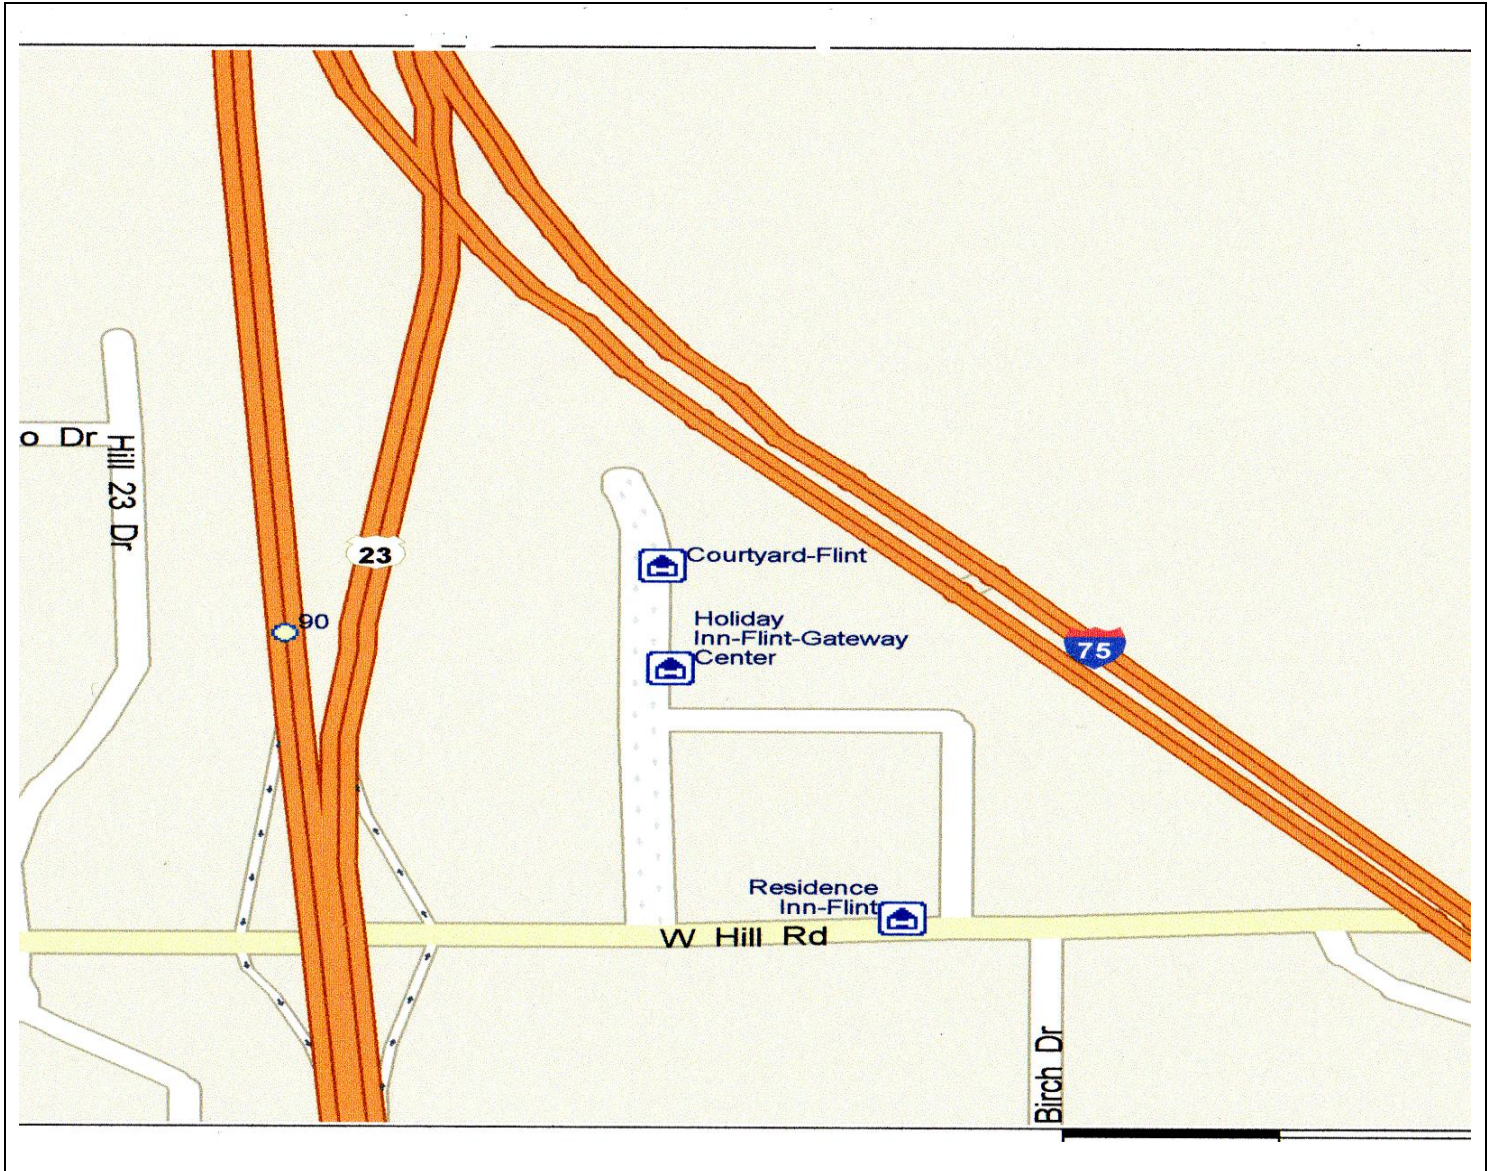 o Dr
Hill 23 Dr
23
90
Courtyard-Flint
Holiday
Inn-Flint-Gateway
Center
75
Residence
Inn-Flint
W Hill Rd
Birch Dr